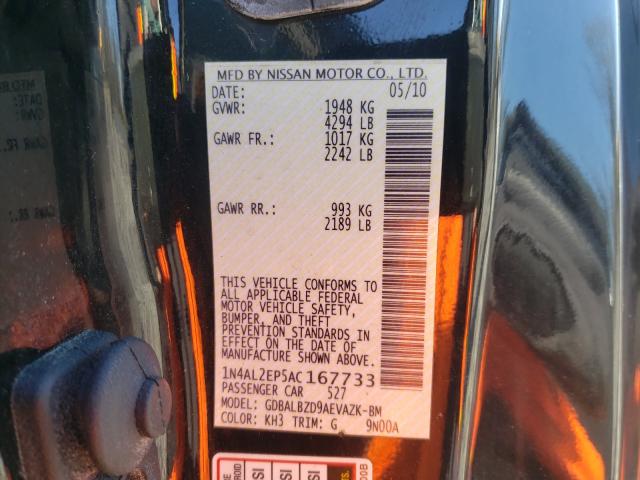 MFD BY NISSAN MOTOR CO., LTD.
DATE: 05/10
GVWR: 1948 KG
4294 LB
GAWR FR.: 1017 KG
2242 LB
GAWR RR.: 993 KG
2189 LB
THIS VEHICLE CONFORMS TO
ALL APPLICABLE FEDERAL
MOTOR VEHICLE SAFETY,
BUMPER, AND THEFT
PREVENTION STANDARDS IN
EFFECT ON THE DATE OF
MANUFACTURE SHOWN ABOVE.
1N4AL2EP5AC167733
PASSENGER CAR 527
MODEL: GDBALBZD9AEVAZK-BM
COLOR: KH3 TRIM: G 9N00A